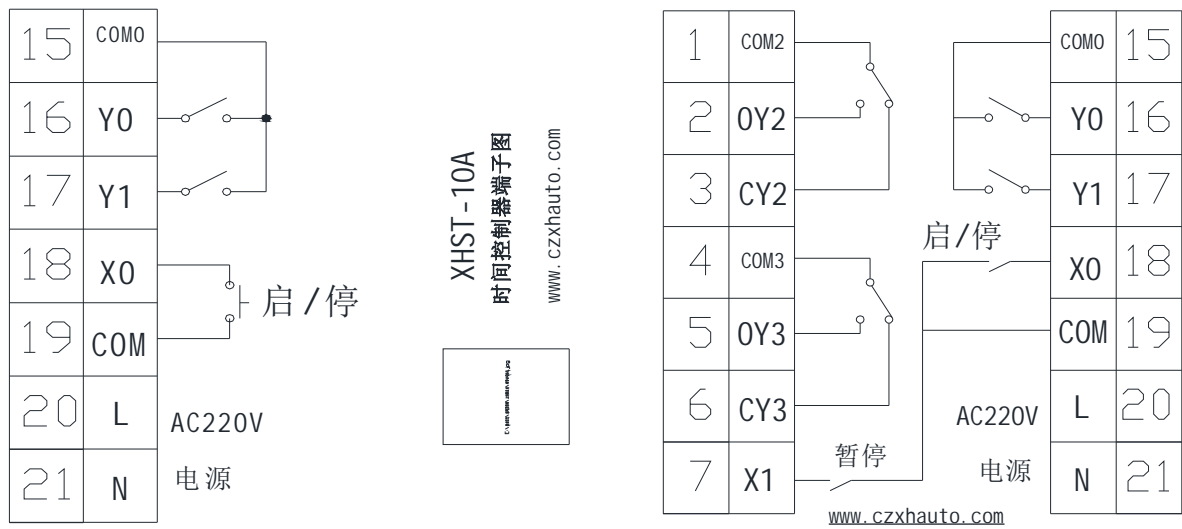 15 COM0
16 Y0
17 Y1
18 X0
19 COM
20 L
21 N
启/停
AC220V
电源
XHST-10A
时间控制器端子图
www.czxhauto.com
1 COM2
2 OY2
3 CY2
4 COM3
5 OY3
6 CY3
7 X1
暂停
启/停
AC220V
电源
COM0 15
Y0 16
Y1 17
X0 18
COM 19
L 20
N 21
www.czxhauto.com